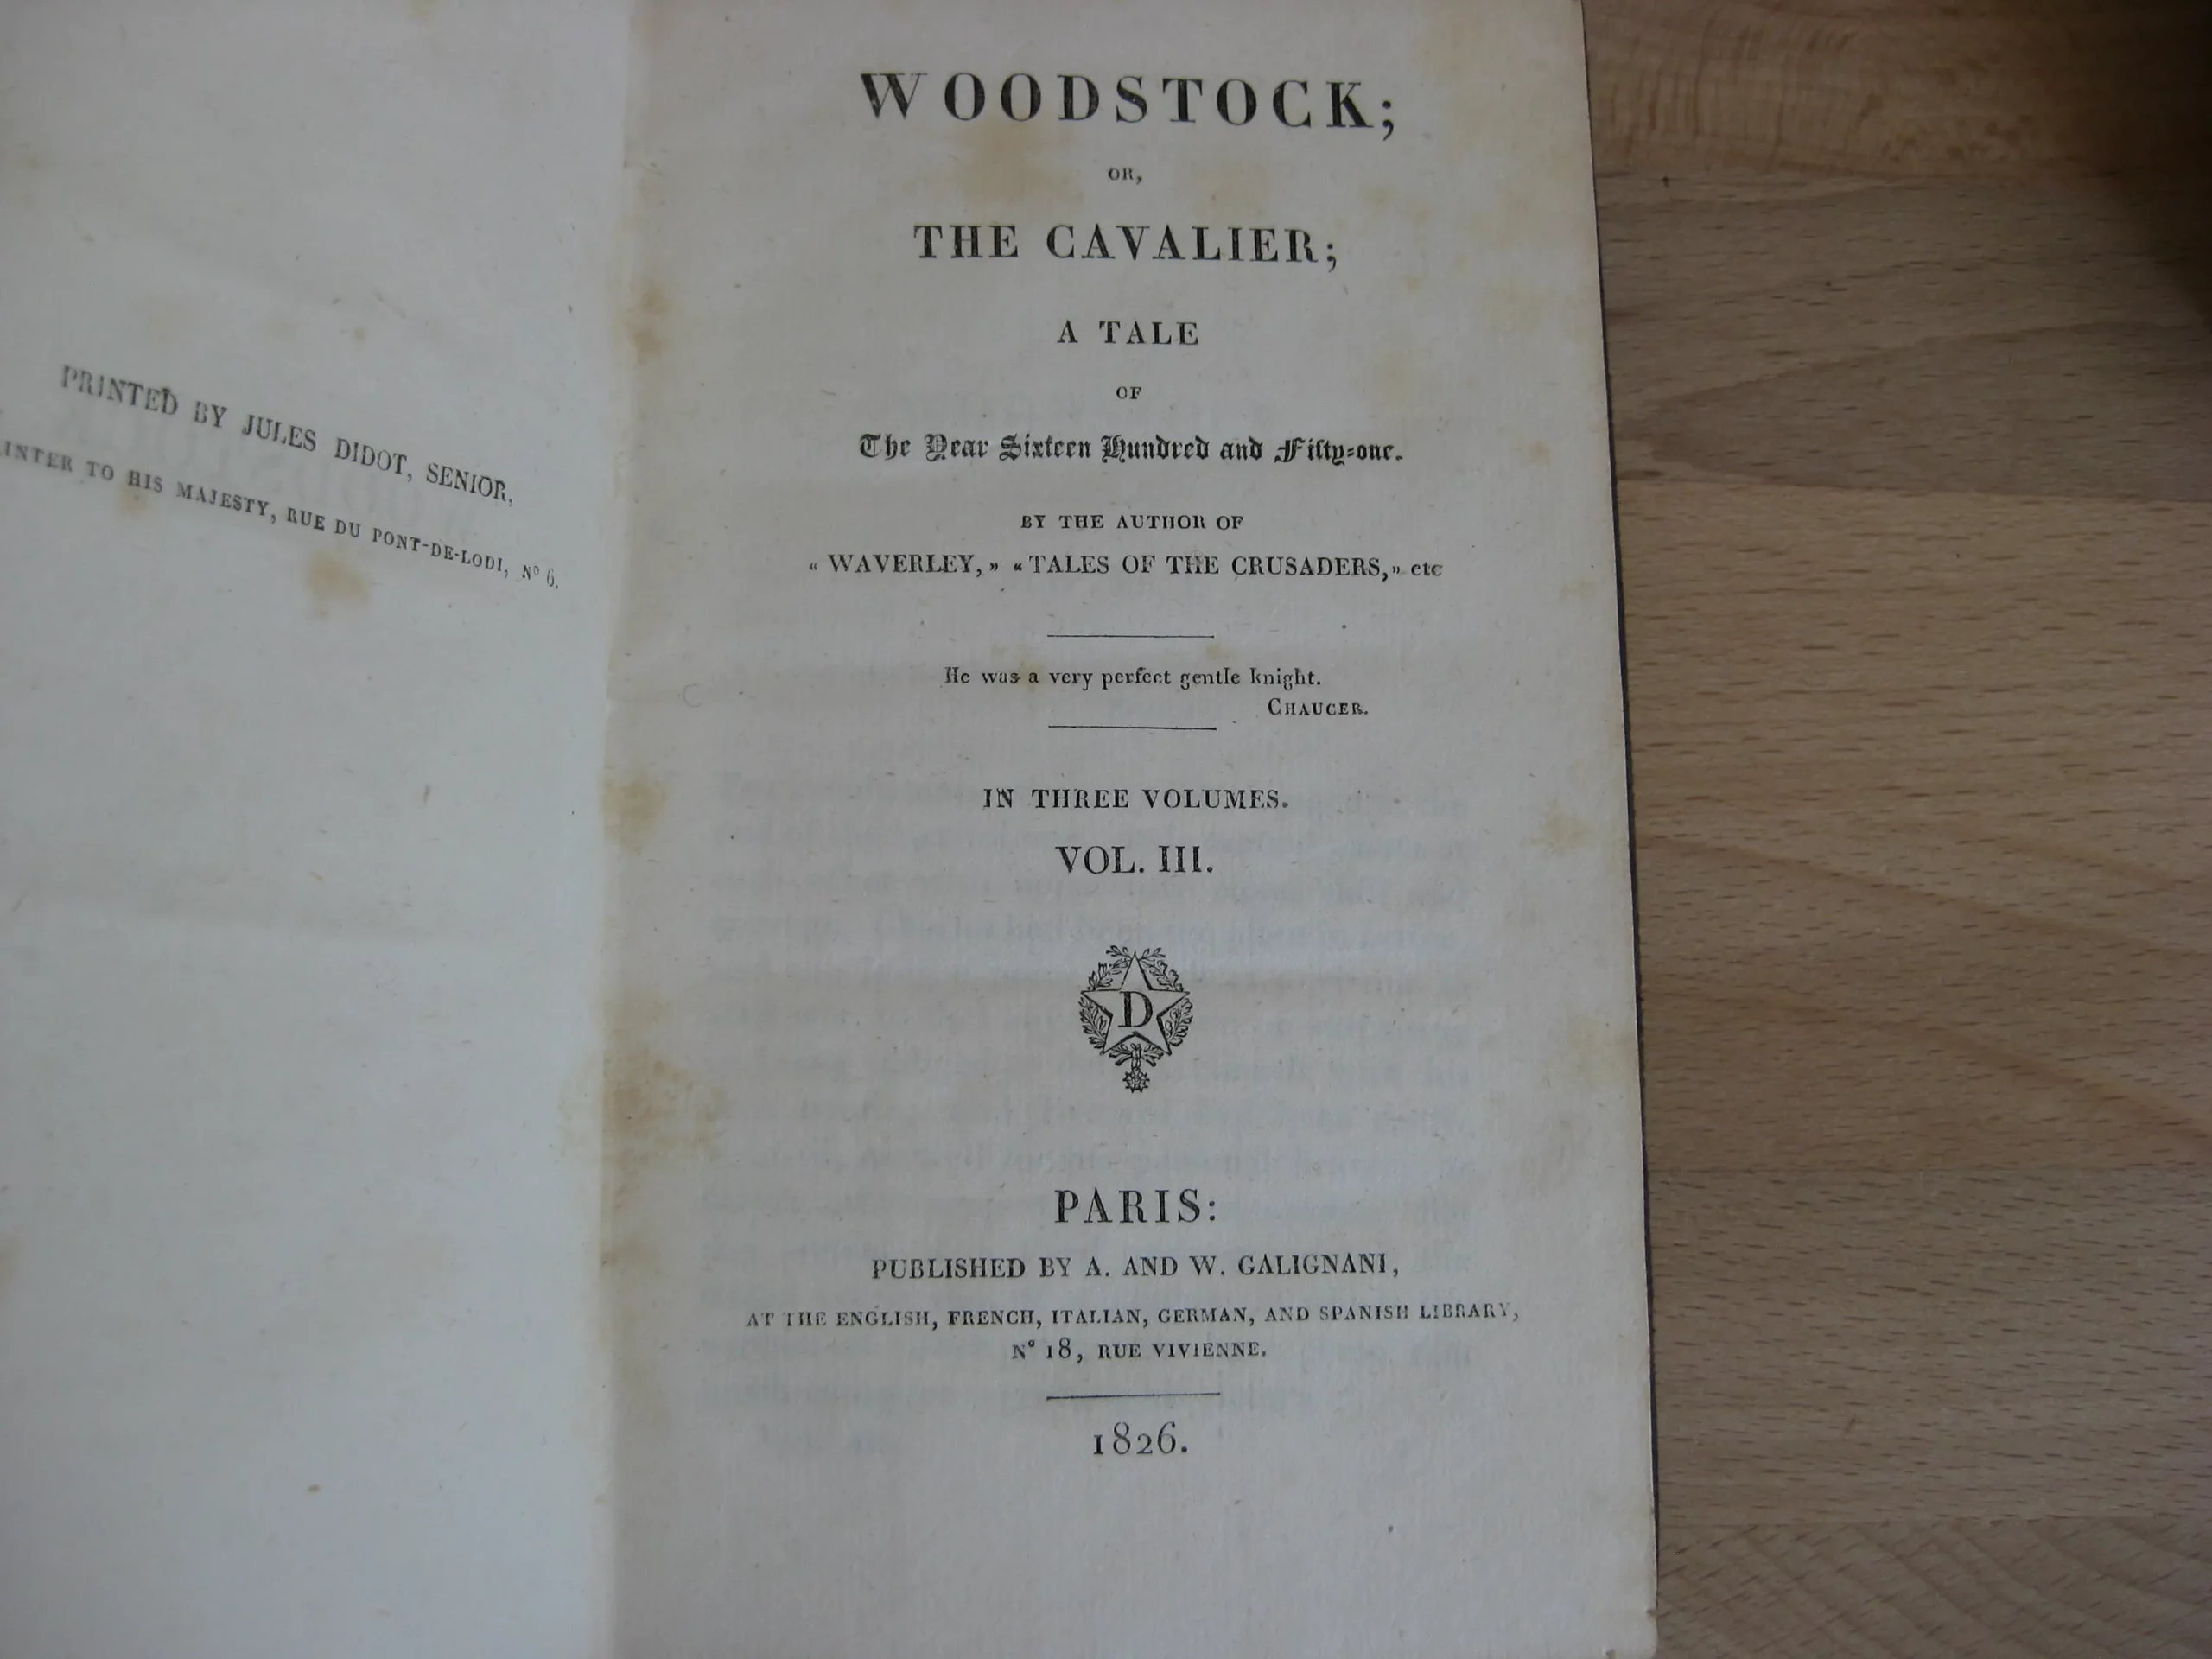 PRINTED BY JULES DIDOT, SENIOR,
TO HIS MAJESTY, RUE DU PONT-DE-LODI, Nº 6.
WOODSTOCK;
OR,
THE CAVALIER;
A TALE
OF
The Year Sixteen Hundred and Fifty-one.
BY THE AUTHOR OF
« WAVERLEY, » « TALES OF THE CRUSADERS, » etc
He was a very perfect gentle knight.
CHAUCER.
IN THREE VOLUMES.
VOL. III.
D
PARIS:
PUBLISHED BY A. AND W. GALIGNANI,
AT THE ENGLISH, FRENCH, ITALIAN, GERMAN, AND SPANISH LIBRARY,
Nº 18, RUE VIVIENNE.
1826.